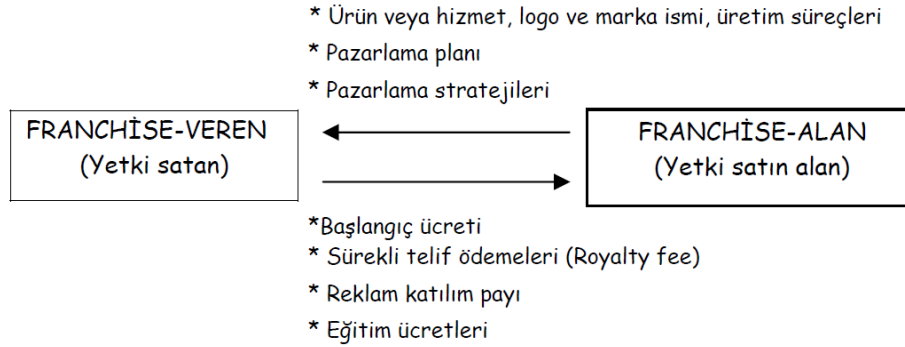 * Ürün veya hizmet, logo ve marka ismi, üretim süreçleri
* Pazarlama planı
* Pazarlama stratejileri
FRANCHİSE-VEREN
(Yetki satan)
FRANCHİSE-ALAN
(Yetki satın alan)
*Başlangıç ücreti
* Sürekli telif ödemeleri (Royalty fee)
* Reklam katılım payı
* Eğitim ücretleri